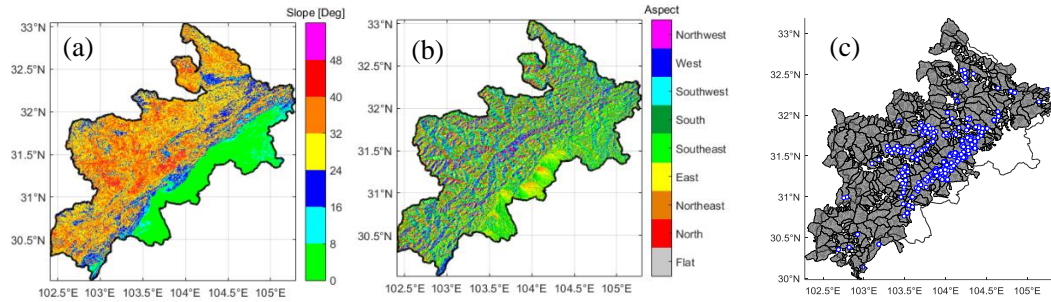 Slope [Deg]
(a)
33°N
32.5°N
32°N
31.5°N
31°N
30.5°N
102.5°E 103°E 103.5°E 104°E 104.5°E 105°E
48
40
32
24
16
8
0
(b)
33°N
32.5°N
32°N
31.5°N
31°N
30.5°N
102.5°E 103°E 103.5°E 104°E 104.5°E 105°E
Aspect
Northwest
West
Southwest
South
Southeast
East
Northeast
North
Flat
(c)
33°N
32.5°N
32°N
31.5°N
31°N
30.5°N
30°N
102.5°E 103°E 103.5°E 104°E 104.5°E 105°E